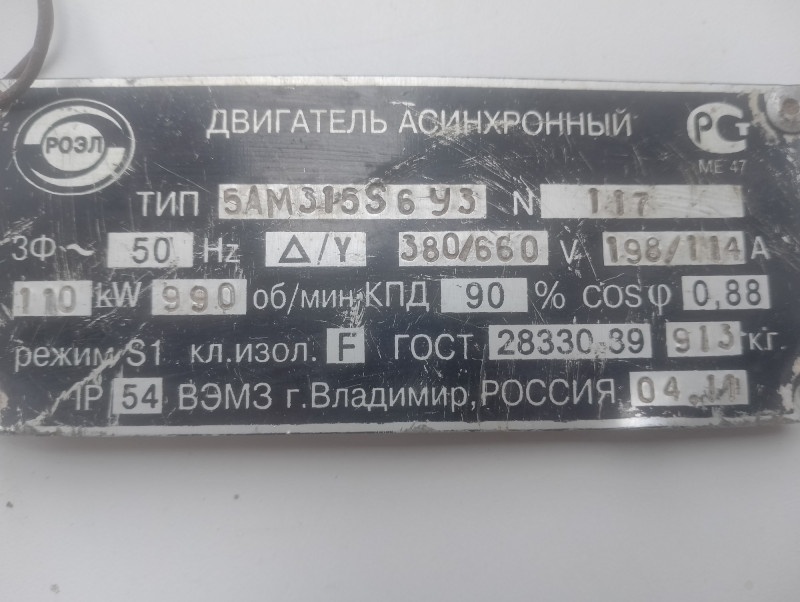 РОЭЛ
ДВИГАТЕЛЬ АСИНХРОННЫЙ
РСТ
МЕ 47
ТИП 5АМ315S6У3 N 117
3Ф ~ 50 Hz Δ/Y 380/660 V 198/114 А
110 kW 990 об/мин КПД 90 % cosφ 0,88
режим S1 кл.изол. F ГОСТ 28330-39 913 кг.
IP 54 ВЭМЗ г.Владимир,РОССИЯ 04.11